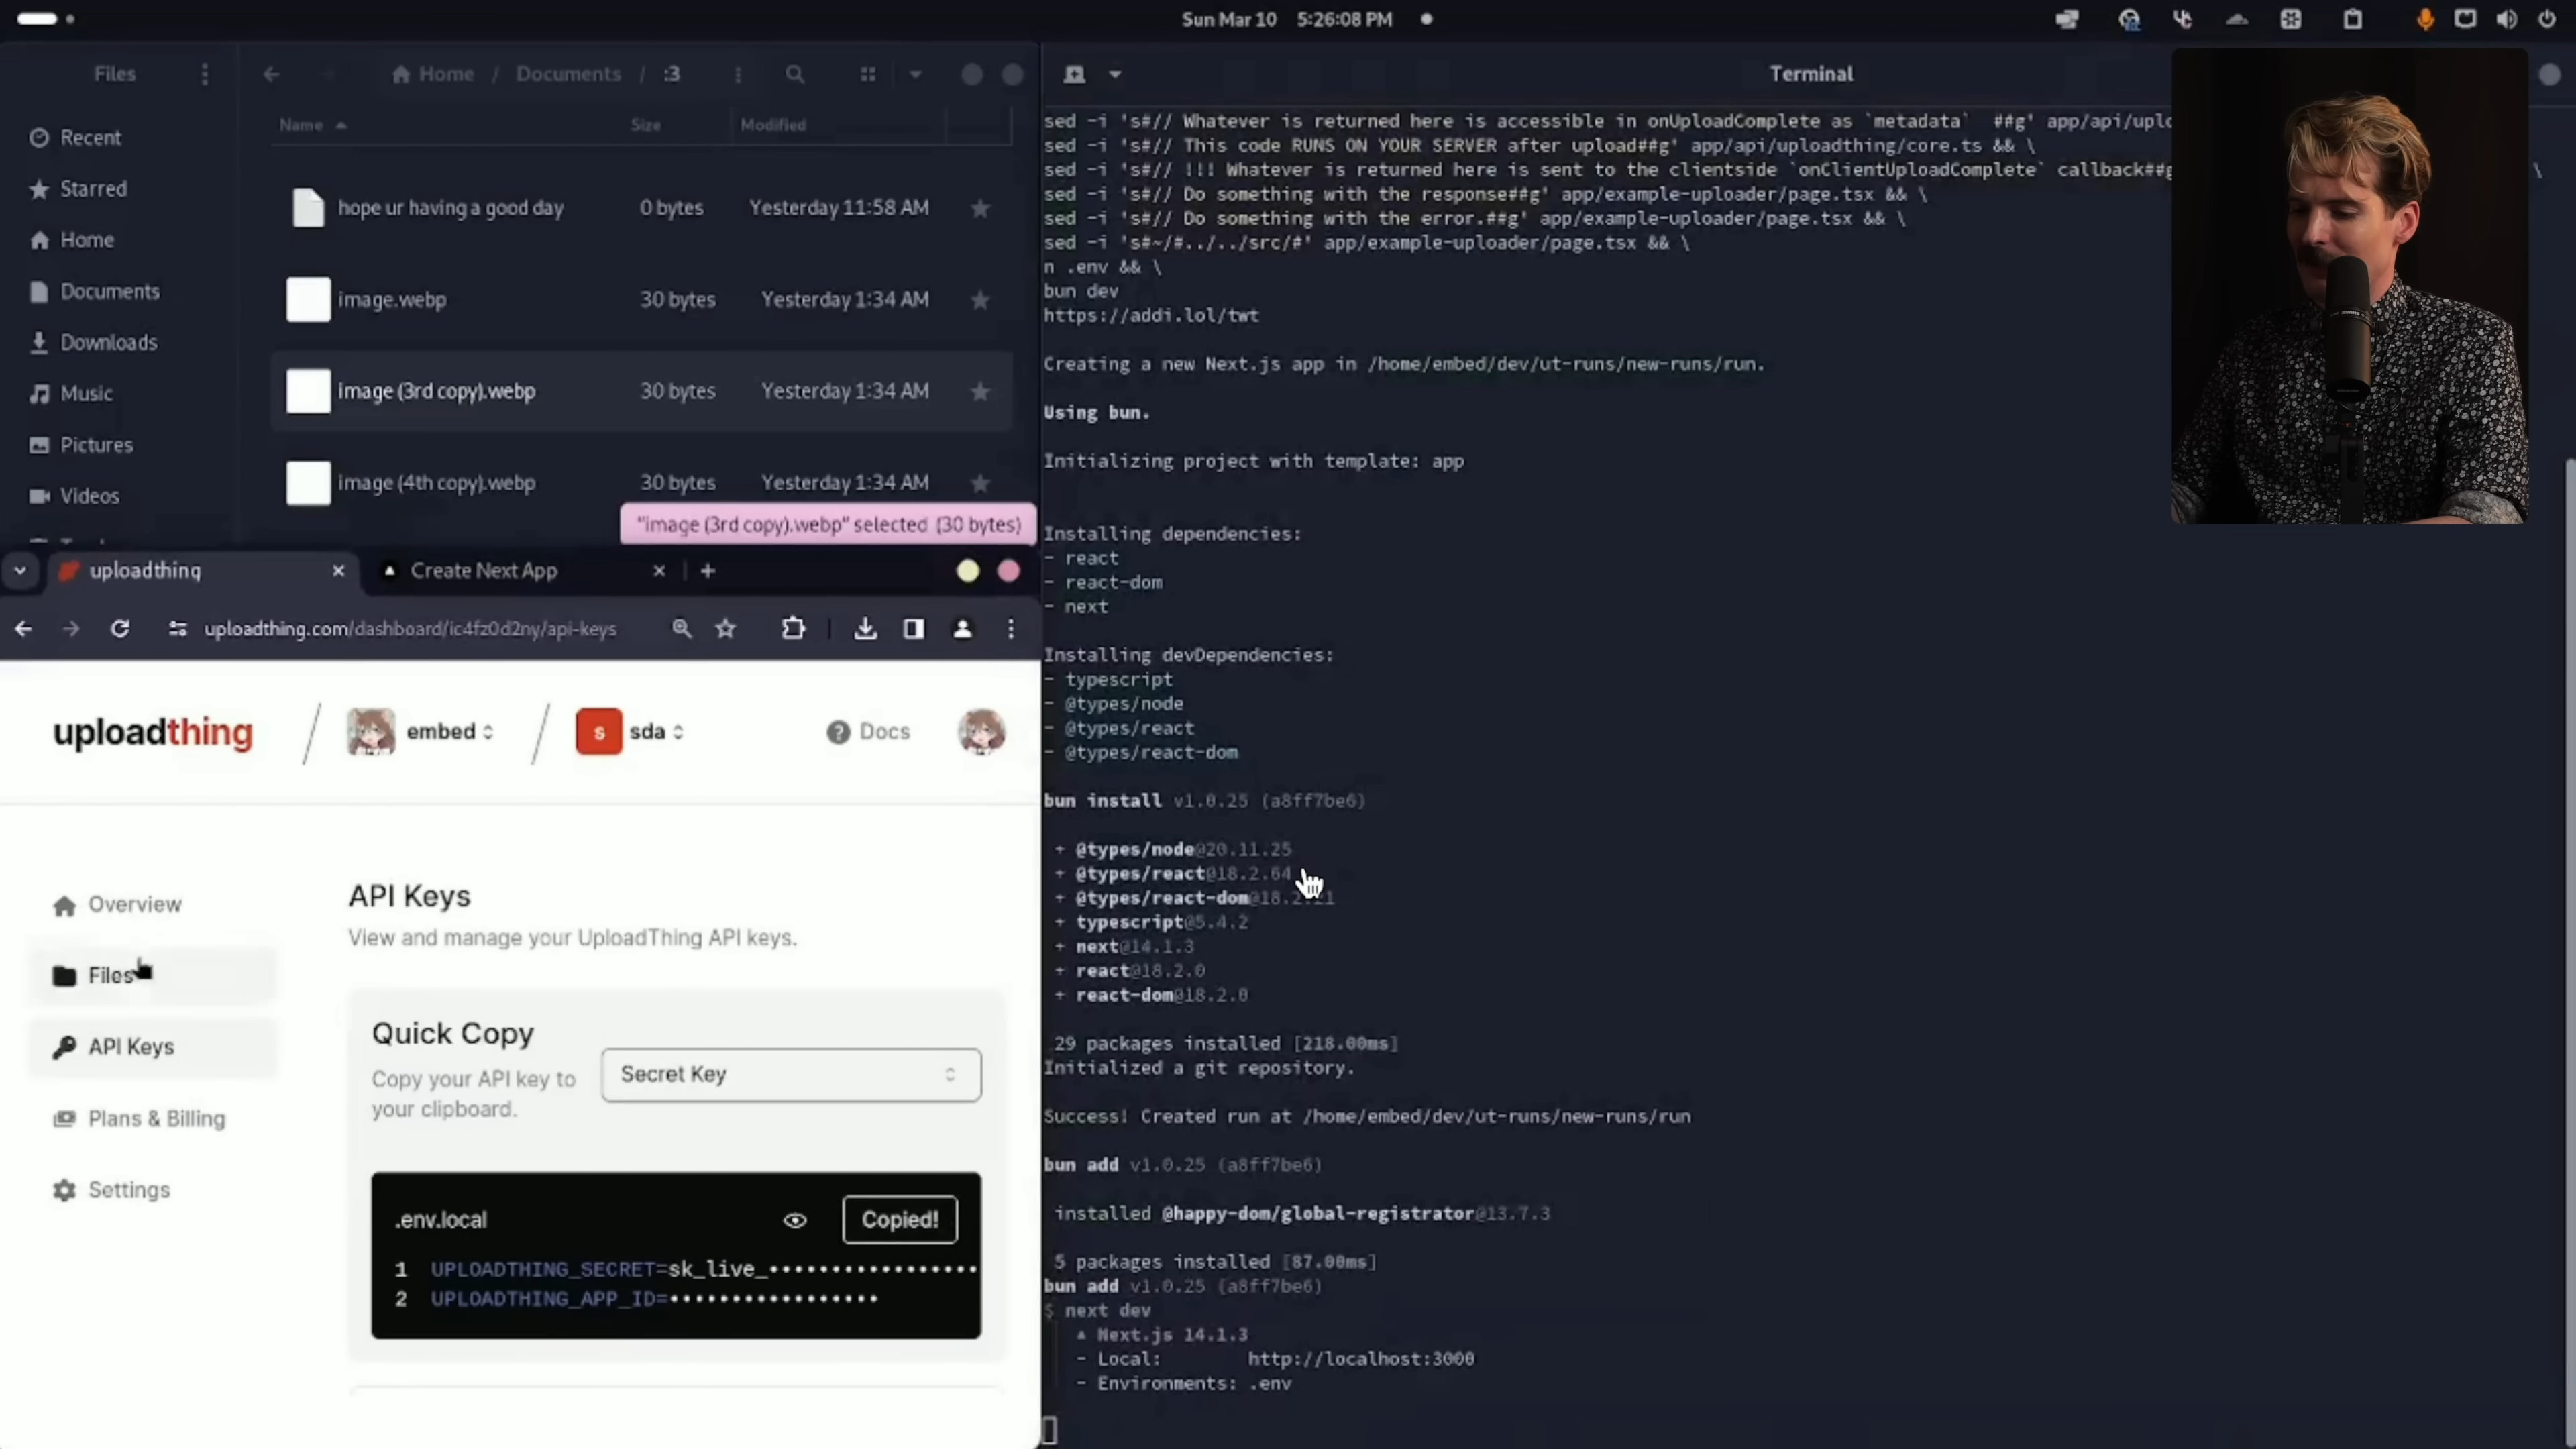 Sun Mar 10 5:26:08 PM
Files
Home / Documents / :3
Recent
Starred
Home
Documents
Downloads
Music
Pictures
Videos
Name Size Modified
hope ur having a good day 0 bytes Yesterday 11:58 AM
image.webp 30 bytes Yesterday 1:34 AM
image (3rd copy).webp 30 bytes Yesterday 1:34 AM
image (4th copy).webp 30 bytes Yesterday 1:34 AM
"image (3rd copy).webp" selected (30 bytes)
uploadthing
Create Next App
uploadthing.com/dashboard/ic4fz0d2ny/api-keys
uploadthing / embed / s sda
Docs
Overview
Files
API Keys
Plans & Billing
Settings
API Keys
View and manage your UploadThing API keys.
Quick Copy
Copy your API key to
your clipboard.
Secret Key
.env.local
Copied!
1 UPLOADTHING_SECRET=sk_live_•••••••••••••••••
2 UPLOADTHING_APP_ID=•••••••••••••••••
Terminal
sed -i 's#// Whatever is returned here is accessible in onUploadComplete as `metadata` ##g' app/api/uplo
sed -i 's#// This code RUNS ON YOUR SERVER after upload##g' app/api/uploadthing/core.ts && \
sed -i 's#// !!! Whatever is returned here is sent to the clientside `onClientUploadComplete` callback##g \
sed -i 's#// Do something with the response##g' app/example-uploader/page.tsx && \
sed -i 's#// Do something with the error.##g' app/example-uploader/page.tsx && \
sed -i 's#~/#../../src/#' app/example-uploader/page.tsx && \
n .env && \
bun dev
https://addi.lol/twt
Creating a new Next.js app in /home/embed/dev/ut-runs/new-runs/run.
Using bun.
Initializing project with template: app
Installing dependencies:
- react
- react-dom
- next
Installing devDependencies:
- typescript
- @types/node
- @types/react
- @types/react-dom
bun install v1.0.25 (a8ff7be6)
+ @types/node@20.11.25
+ @types/react@18.2.64
+ @types/react-dom@18.2.21
+ typescript@5.4.2
+ next@14.1.3
+ react@18.2.0
+ react-dom@18.2.0
29 packages installed [218.00ms]
Initialized a git repository.
Success! Created run at /home/embed/dev/ut-runs/new-runs/run
bun add v1.0.25 (a8ff7be6)
installed @happy-dom/global-registrator@13.7.3
5 packages installed [87.00ms]
bun add v1.0.25 (a8ff7be6)
$ next dev
▲ Next.js 14.1.3
- Local: http://localhost:3000
- Environments: .env